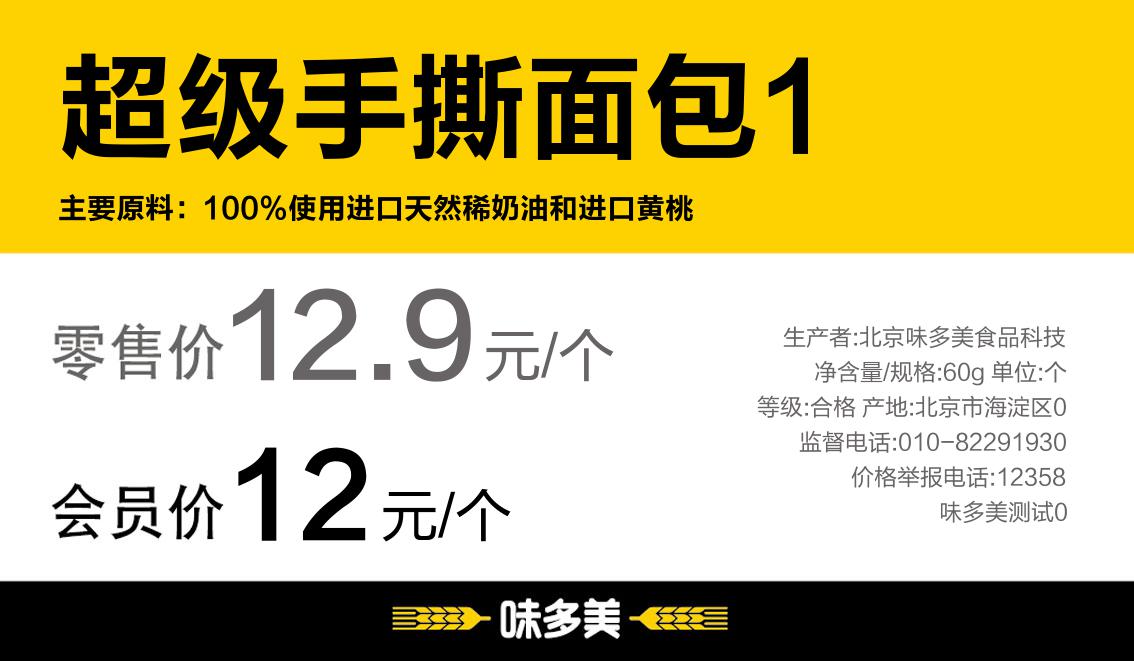 超级手撕面包1
主要原料：100%使用进口天然稀奶油和进口黄桃
零售价12.9元/个
会员价12元/个
生产者:北京味多美食品科技
净含量/规格:60g 单位:个
等级:合格 产地:北京市海淀区0
监督电话:010-82291930
价格举报电话:12358
味多美测试0
味多美